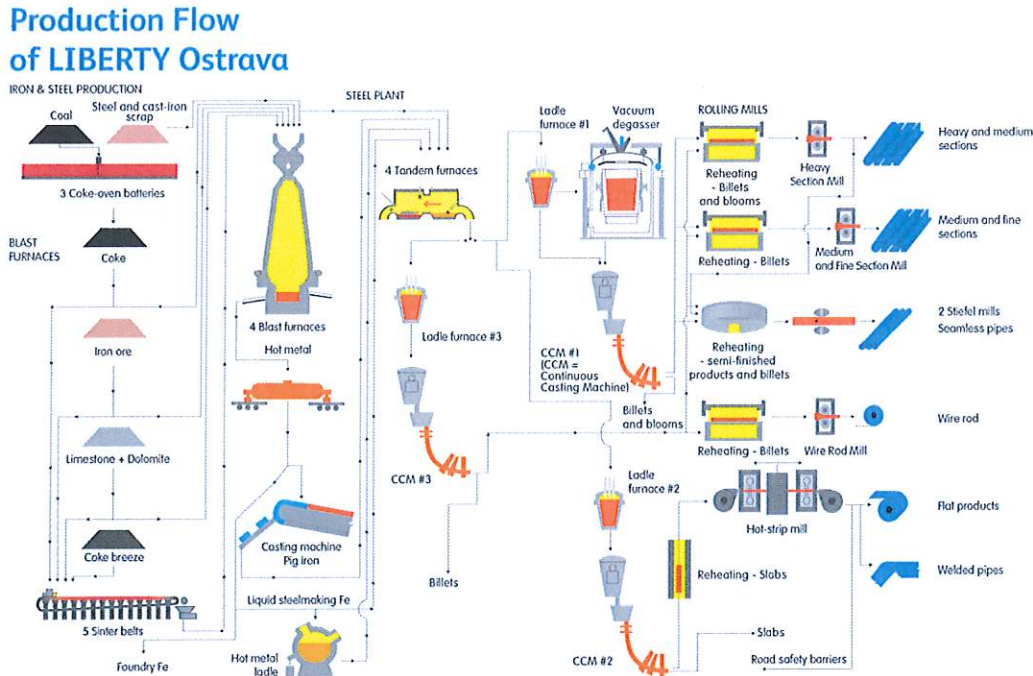 Production Flow
of LIBERTY Ostrava
IRON & STEEL PRODUCTION
Coal
Steel and cast-iron
scrap
3 Coke-oven batteries
BLAST
FURNACES
Coke
Iron ore
Limestone + Dolomite
Coke breeze
5 Sinter belts
Foundry Fe
4 Blast furnaces
Hot metal
Casting machine
Pig iron
Liquid steelmaking Fe
Hot metal
ladle
STEEL PLANT
4 Tandem furnaces
Ladle furnace #3
CCM #3
Billets
Ladle
furnace #1
Vacuum
degasser
CCM #1
(CCM =
Continuous
Casting Machine)
Billets
and blooms
Ladle
furnace #2
CCM #2
Slabs
Road safety barriers
Reheating - Slabs
ROLLING MILLS
Reheating
- Billets
and blooms
Heavy
Section Mill
Heavy and medium
sections
Reheating - Billets
Medium
and Fine Section Mill
Medium and fine
sections
Reheating
- semi-finished
products and billets
2 Stiefel mills
Seamless pipes
Reheating - Billets
Wire Rod Mill
Wire rod
Hot-strip mill
Flat products
Welded pipes